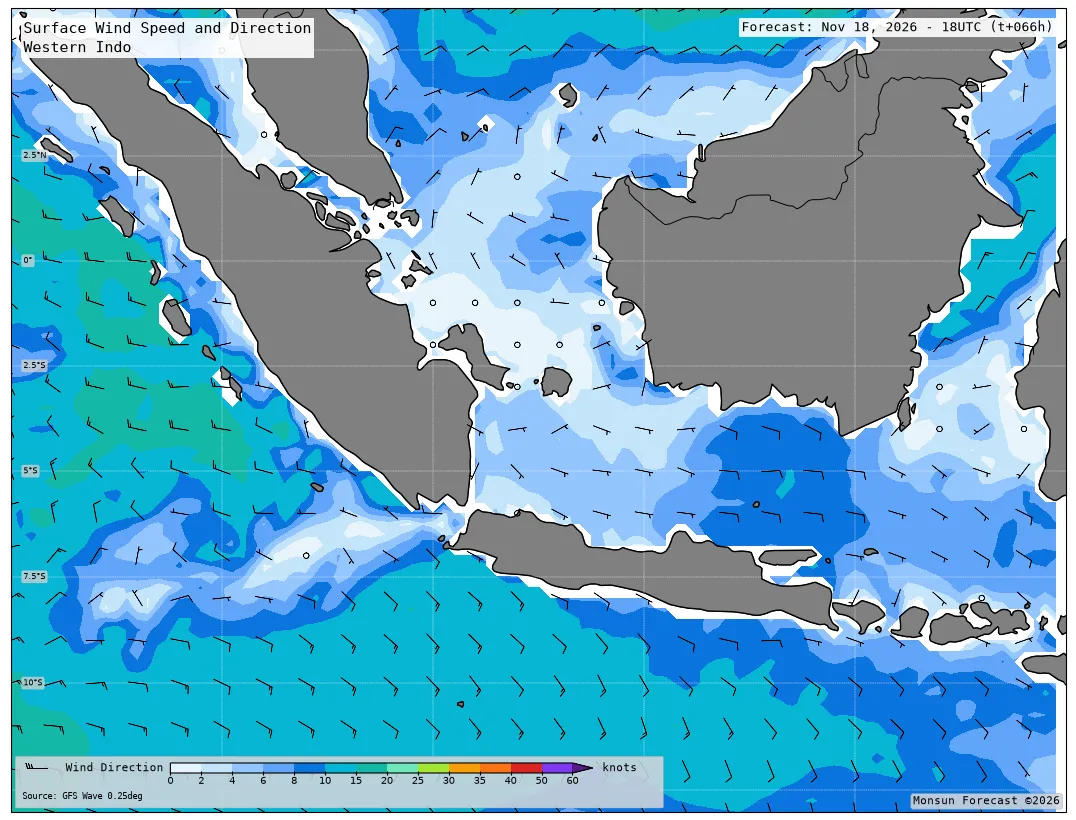 Surface Wind Speed and Direction
Western Indo
Forecast: Nov 18, 2026 - 18UTC (t+066h)
2.5°N
0°
2.5°S
5°S
7.5°S
10°S
Wind Direction
0 2 4 6 8 10 15 20 25 30 40 50 60
knots
Source: GFS Wave 0.25deg
Monsun Forecast ©2026